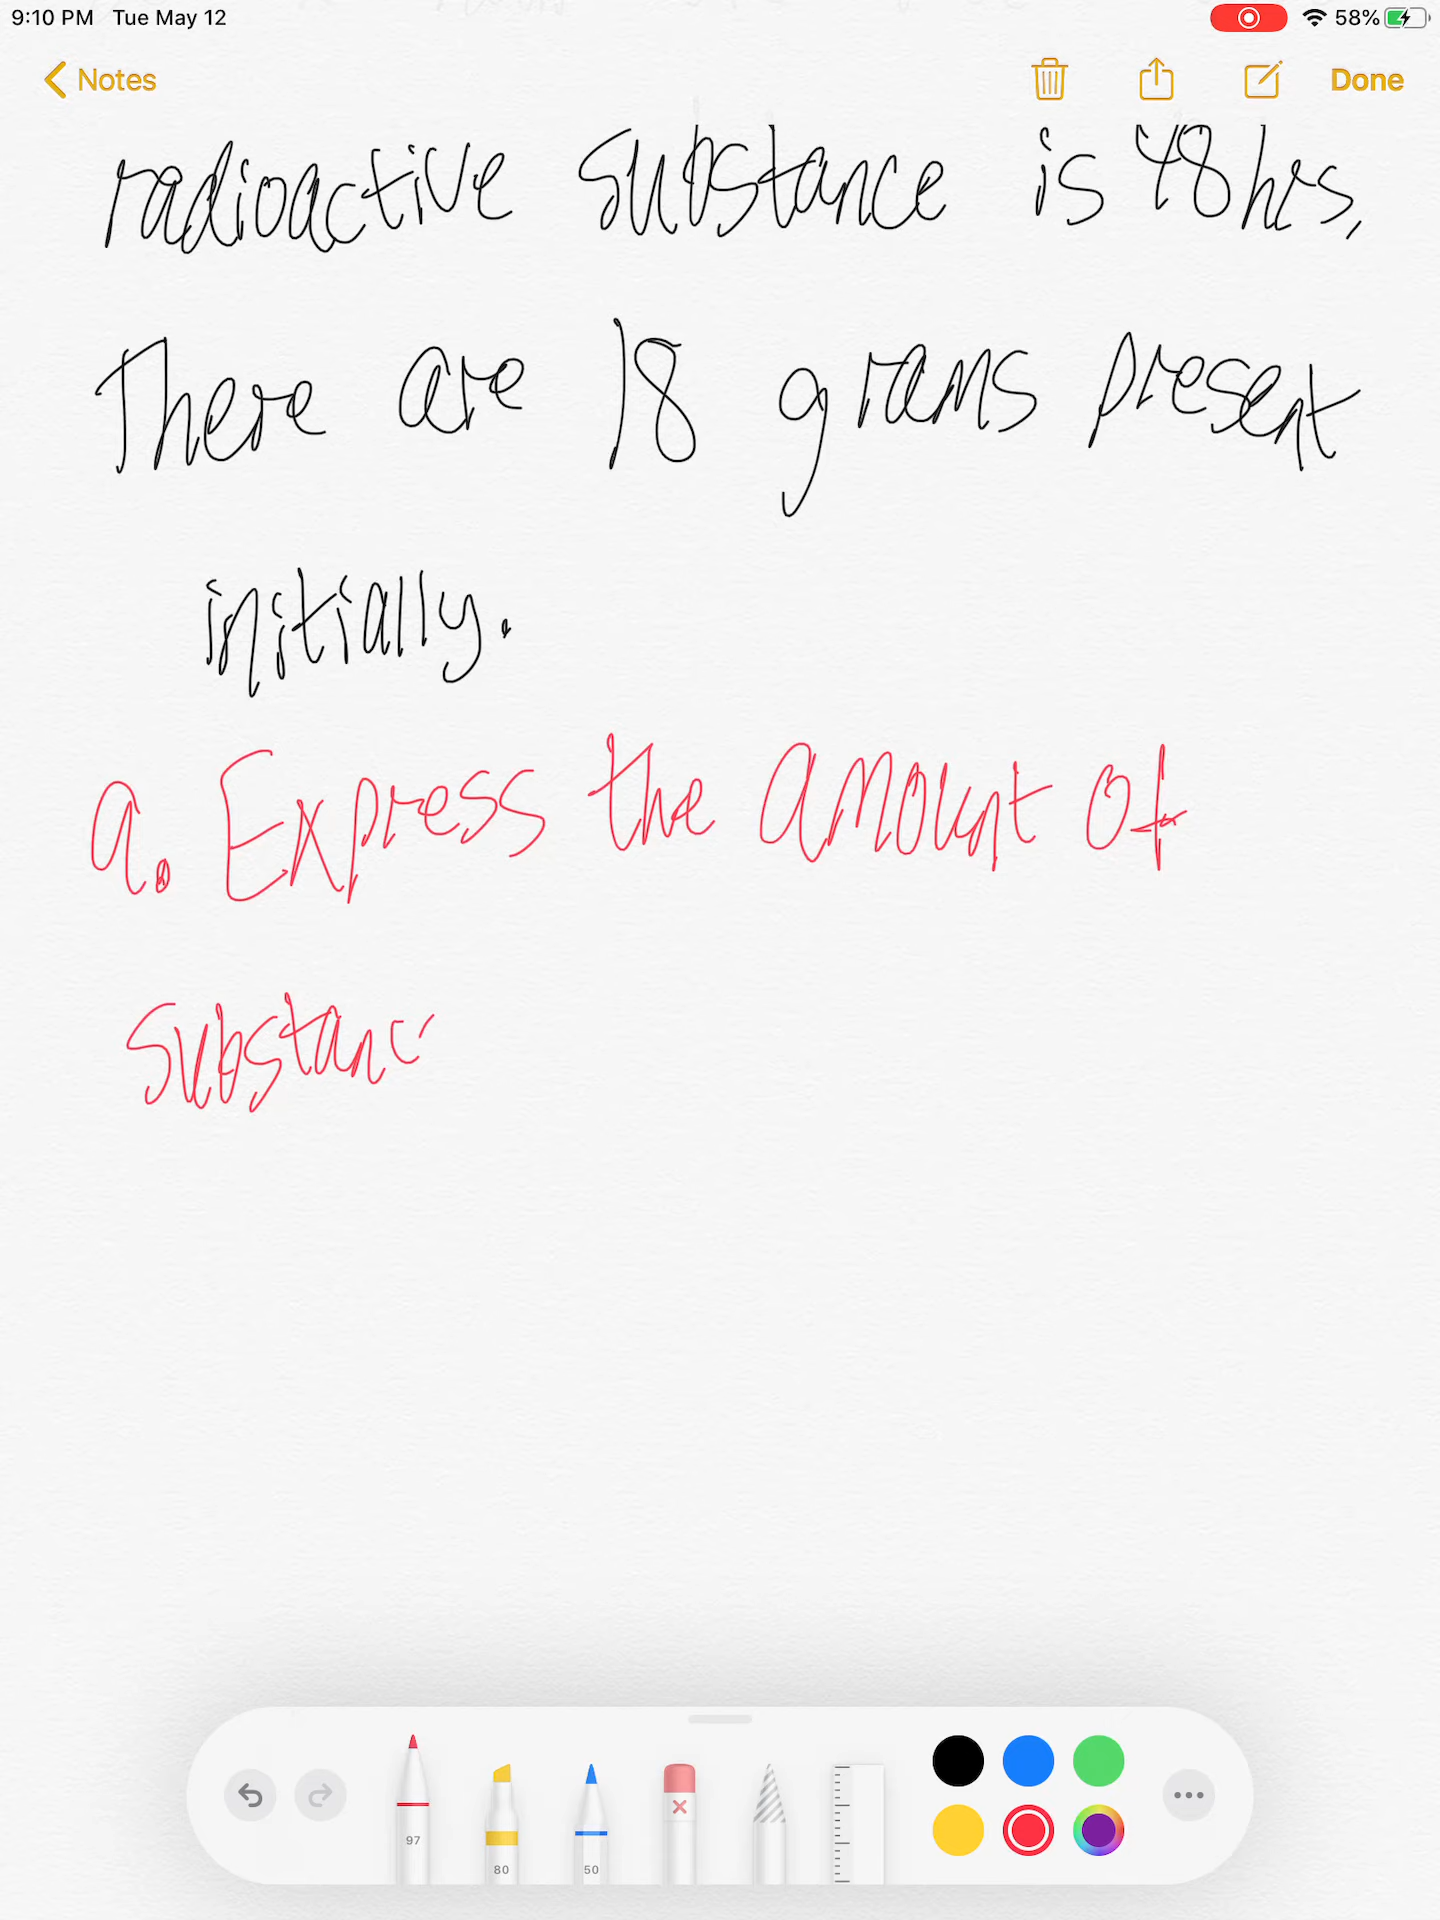 9:10 PM Tue May 12
58%
Notes
Done
radioactive substance is 48hrs,
There are 18 grams present
initially.
a. Express the amount of
Substanc
97
80
50